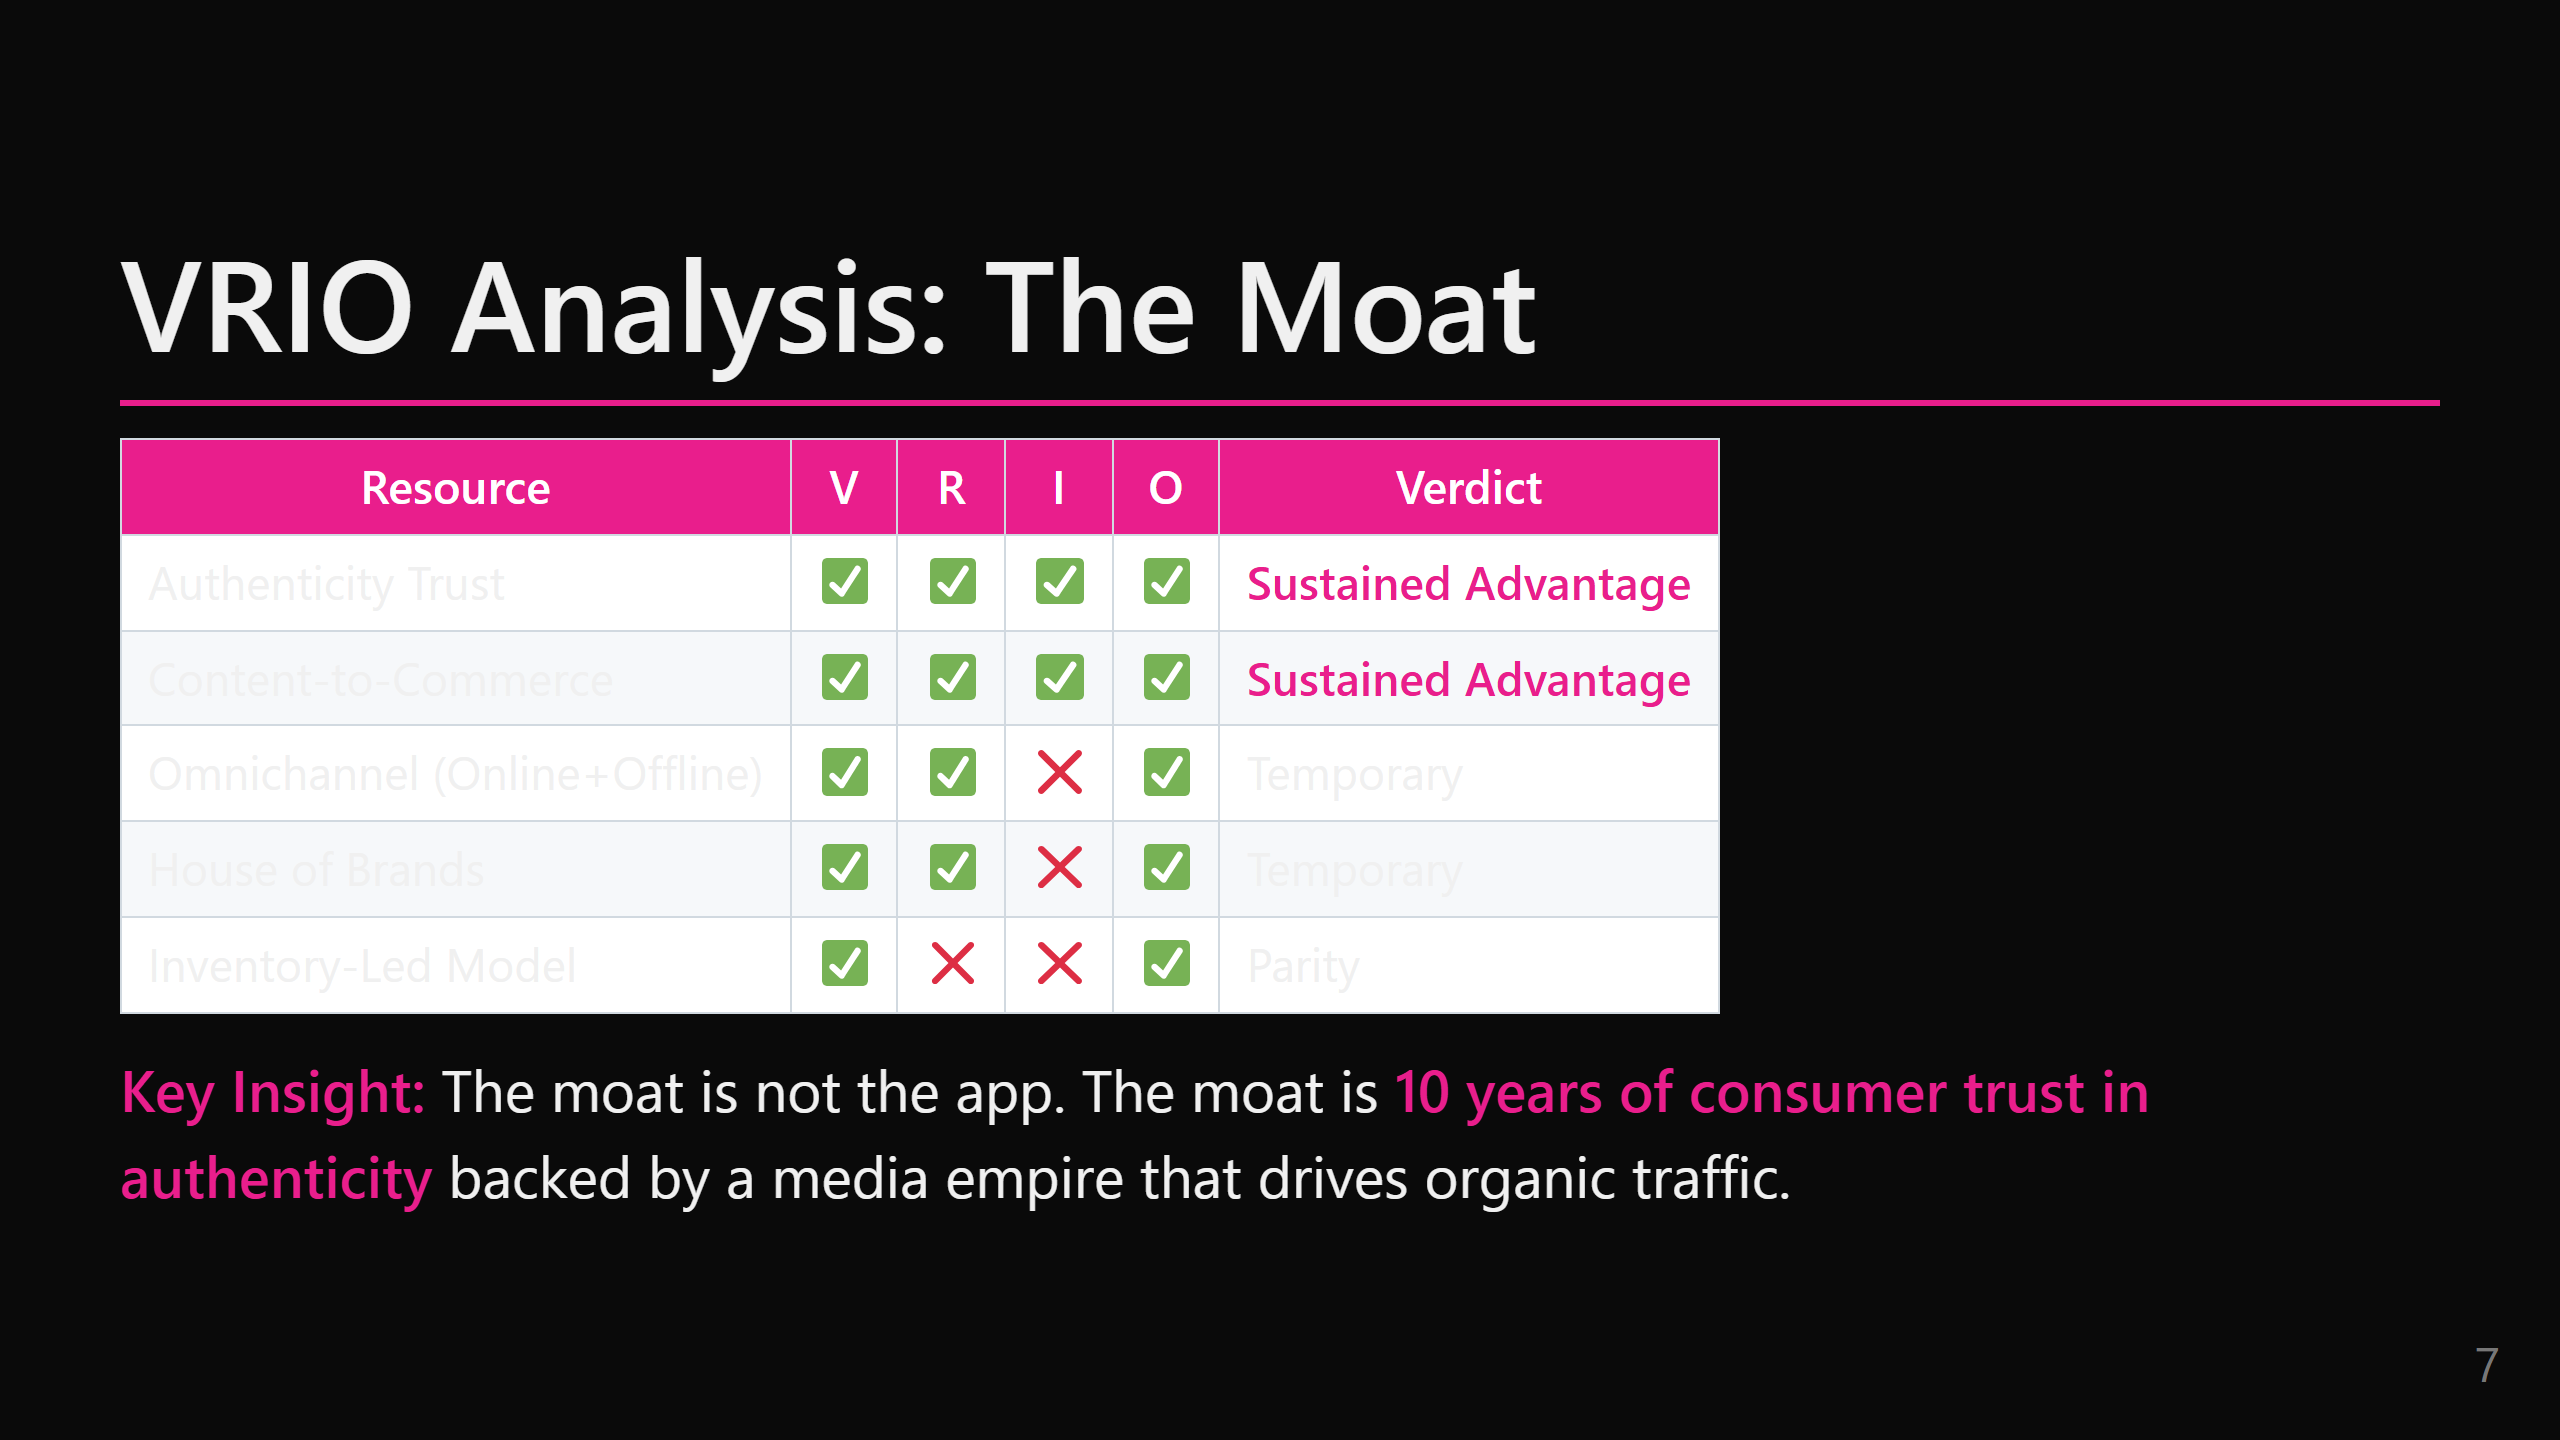 VRIO Analysis: The Moat
Resource V R I O Verdict
Authenticity Trust ✅ ✅ ✅ ✅ Sustained Advantage
Content-to-Commerce ✅ ✅ ✅ ✅ Sustained Advantage
Omnichannel (Online+Offline) ✅ ✅ ❌ ✅ Temporary
House of Brands ✅ ✅ ❌ ✅ Temporary
Inventory-Led Model ✅ ❌ ❌ ✅ Parity
Key Insight: The moat is not the app. The moat is 10 years of consumer trust in
authenticity backed by a media empire that drives organic traffic.
7